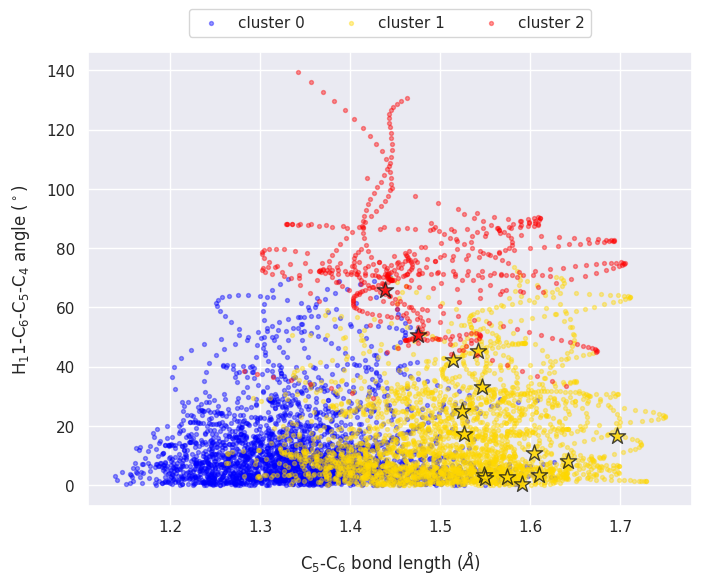 cluster 0 cluster 1 cluster 2
140
120
100
80
60
40
20
0
H₁1-C₆-C₅-C₄ angle (°)
1.2 1.3 1.4 1.5 1.6 1.7
C₅-C₆ bond length (Å)